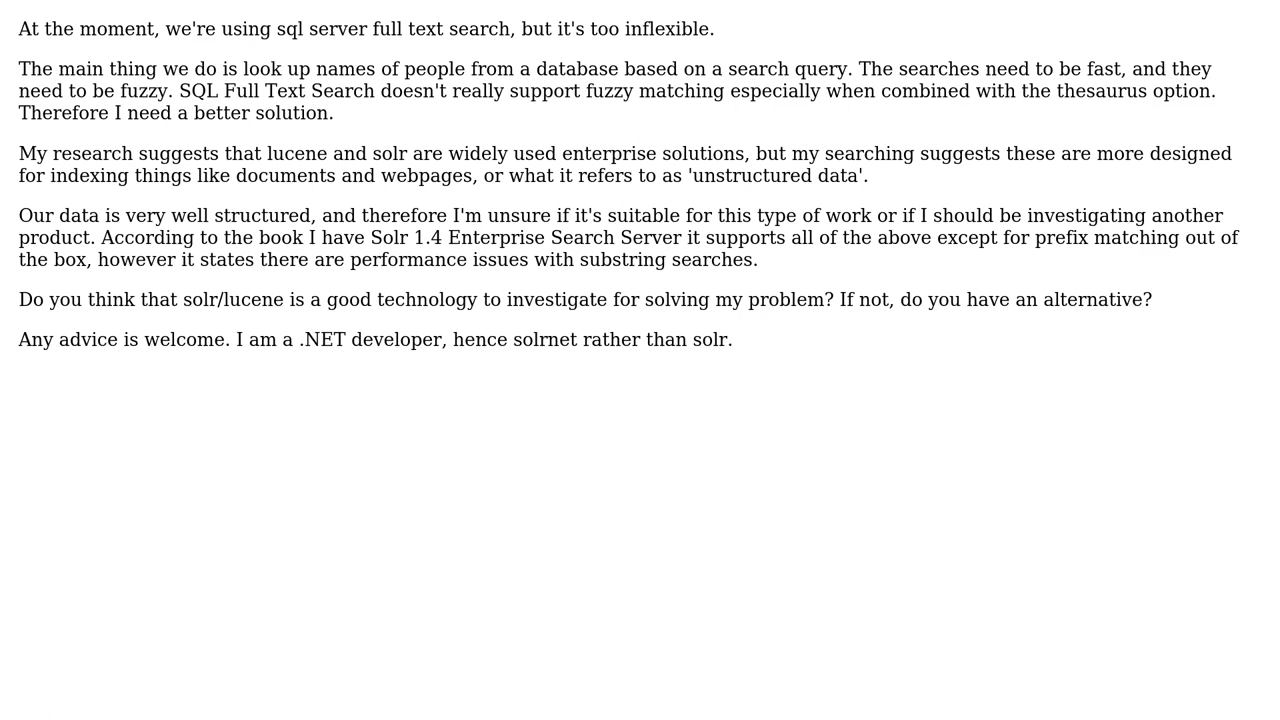 At the moment, we're using sql server full text search, but it's too inflexible.
The main thing we do is look up names of people from a database based on a search query. The searches need to be fast, and they
need to be fuzzy. SQL Full Text Search doesn't really support fuzzy matching especially when combined with the thesaurus option.
Therefore I need a better solution.
My research suggests that lucene and solr are widely used enterprise solutions, but my searching suggests these are more designed
for indexing things like documents and webpages, or what it refers to as 'unstructured data'.
Our data is very well structured, and therefore I'm unsure if it's suitable for this type of work or if I should be investigating another
product. According to the book I have Solr 1.4 Enterprise Search Server it supports all of the above except for prefix matching out of
the box, however it states there are performance issues with substring searches.
Do you think that solr/lucene is a good technology to investigate for solving my problem? If not, do you have an alternative?
Any advice is welcome. I am a .NET developer, hence solrnet rather than solr.